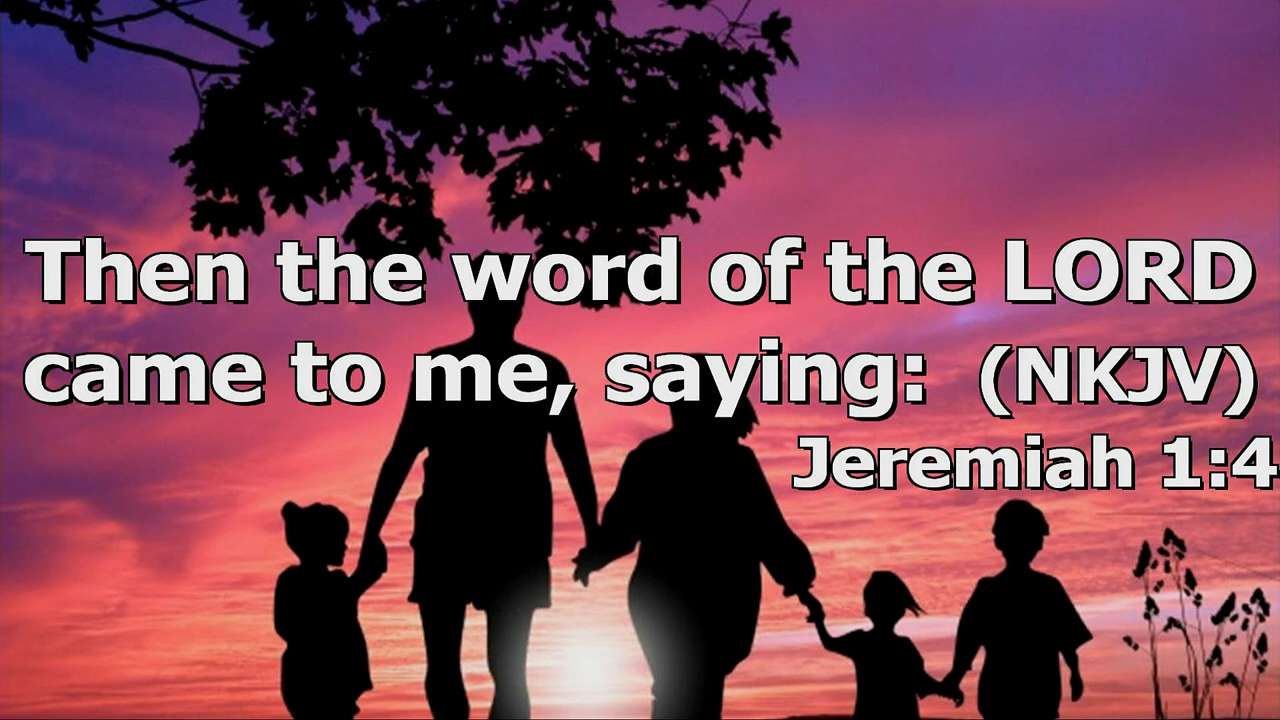 Then the word of the LORD
came to me, saying:  (NKJV)
Jeremiah 1:4